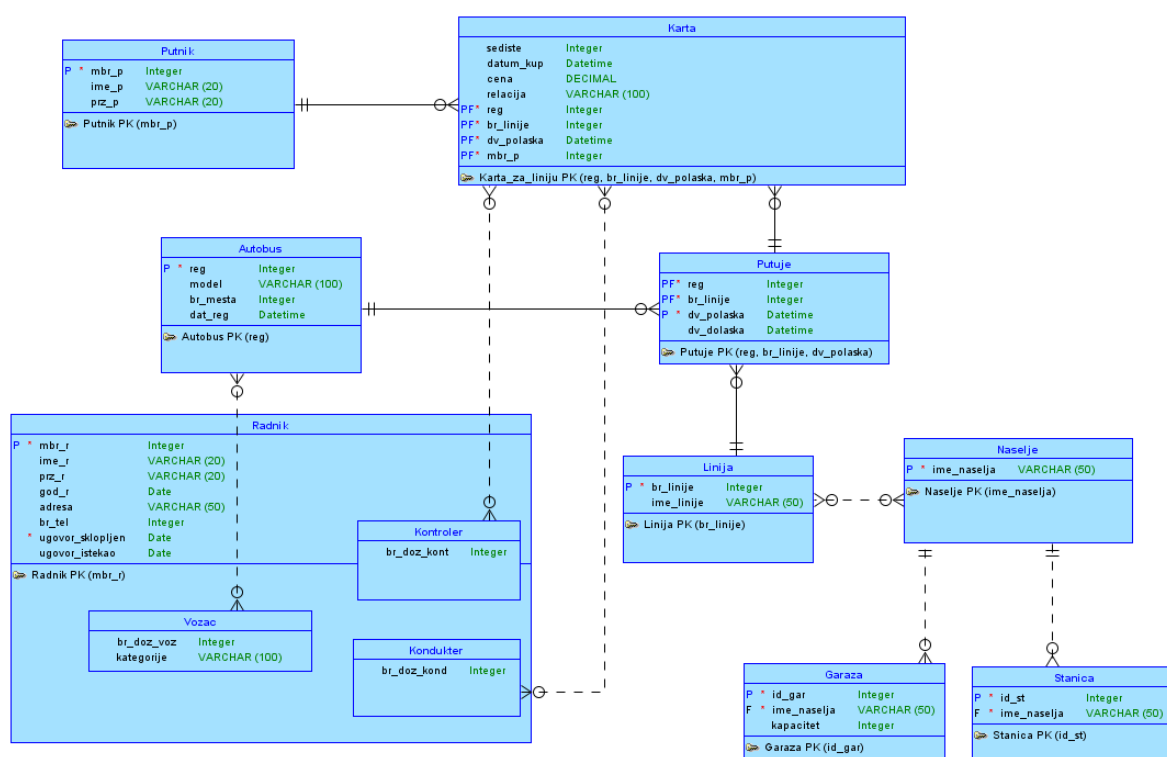 Karta
sediste Integer
datum_kup Datetime
cena DECIMAL
relacija VARCHAR (100)
PF* reg Integer
PF* br_linije Integer
PF* dv_polaska Datetime
PF* mbr_p Integer
Karta_za_liniju PK (reg, br_linije, dv_polaska, mbr_p)
Putnik
P * mbr_p Integer
ime_p VARCHAR (20)
prz_p VARCHAR (20)
Putnik PK (mbr_p)
Autobus
P * reg Integer
model VARCHAR (100)
br_mesta Integer
dat_reg Datetime
Autobus PK (reg)
Putuje
PF* reg Integer
PF* br_linije Integer
P * dv_polaska Datetime
dv_dolaska Datetime
Putuje PK (reg, br_linije, dv_polaska)
Radnik
P * mbr_r Integer
ime_r VARCHAR (20)
prz_r VARCHAR (20)
god_r Date
adresa VARCHAR (50)
br_tel Integer
* ugovor_sklopljen Date
ugovor_istekao Date
Radnik PK (mbr_r)
Kontroler
br_doz_kont Integer
Vozac
br_doz_voz Integer
kategorije VARCHAR (100)
Kondukter
br_doz_kond Integer
Linija
P * br_linije Integer
ime_linije VARCHAR (50)
Linija PK (br_linije)
Naselje
P * ime_naselja VARCHAR (50)
Naselje PK (ime_naselja)
Garaza
P * id_gar Integer
F * ime_naselja VARCHAR (50)
kapacitet Integer
Garaza PK (id_gar)
Stanica
P * id_st Integer
F * ime_naselja VARCHAR (50)
Stanica PK (id_st)